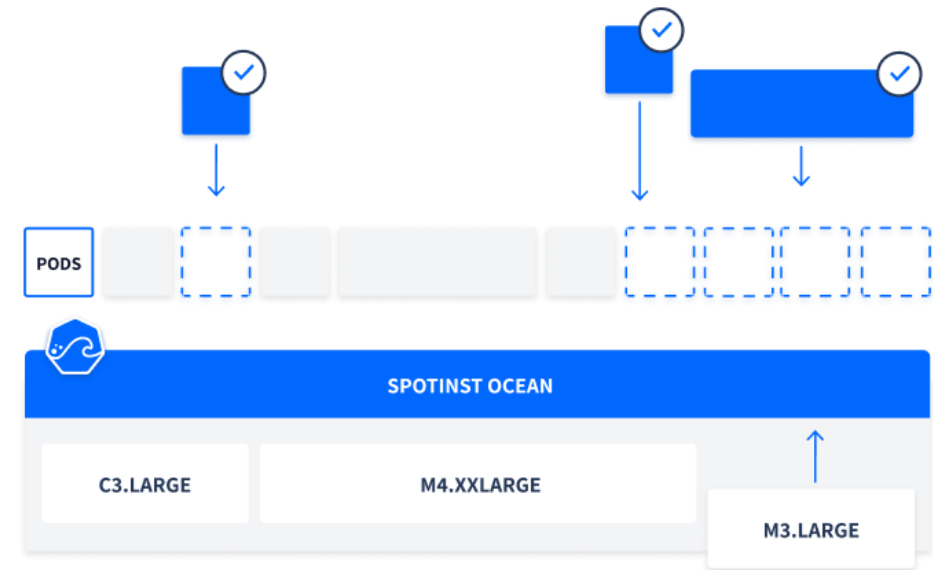 PODS
SPOTINST OCEAN
C3.LARGE
M4.XXLARGE
M3.LARGE